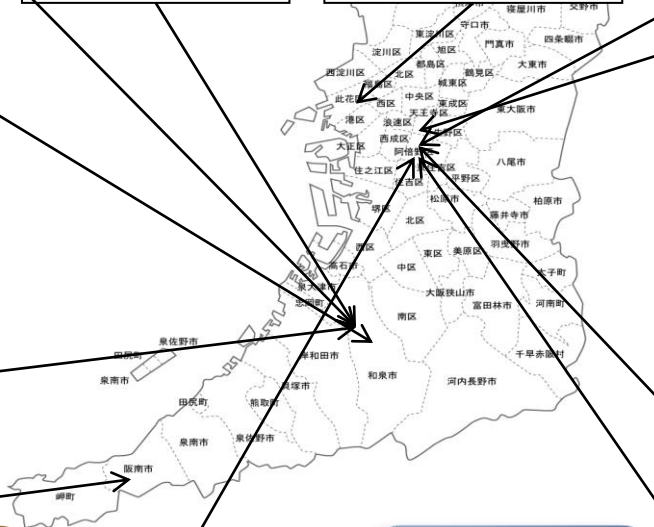 寝屋川市
交野市
守口市
東淀川区
旭区
門真市
四条畷市
淀川区
都島区
大東市
西淀川区
北区
鶴見区
福島区
城東区
此花区
西区
中央区
東成区
天王寺区
東大阪市
港区
浪速区
生野区
大正区
西成区
阿倍野区
八尾市
住之江区
東住吉区
住吉区
平野区
松原市
柏原市
堺区
北区
藤井寺市
西区
東区
美原区
羽曳野市
高石市
中区
太子町
泉大津市
大阪狭山市
忠岡町
富田林市
河南町
南区
泉佐野市
田尻町
岸和田市
千早赤阪村
泉南市
和泉市
河内長野市
貝塚市
田尻町
熊取町
泉南市
泉佐野市
阪南市
岬町